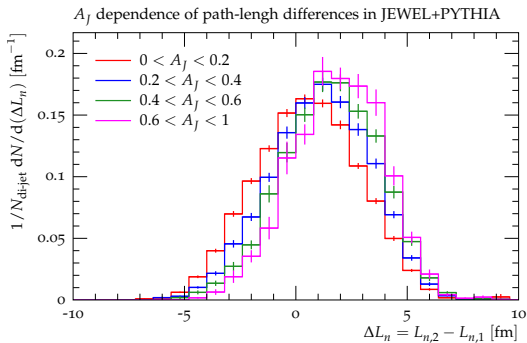 A_J dependence of path-lengh differences in JEWEL+PYTHIA
1/N_di-jet dN/d(ΔL_n) [fm⁻¹]
0 < A_J < 0.2
0.2 < A_J < 0.4
0.4 < A_J < 0.6
0.6 < A_J < 1
0.2
0.15
0.1
0.05
0
-10 -5 0 5 10
ΔL_n = L_n,2 − L_n,1 [fm]